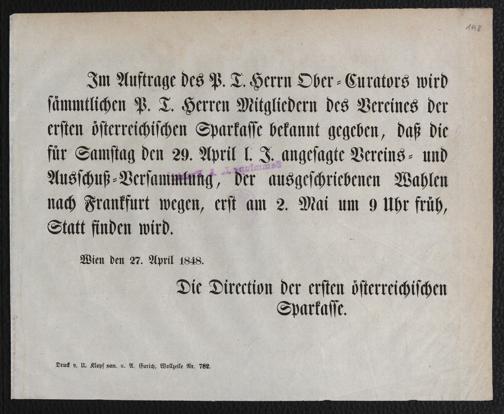 Im Auftrage des P. T. Herrn Ober-Curators wird
sämmtlichen P. T. Herren Mitgliedern des Vereines der
ersten österreichischen Sparkasse bekannt gegeben, daß die
für Samstag den 29. April l. J. angesagte Vereins- und
Ausschuß-Versammlung, der ausgeschriebenen Wahlen
nach Frankfurt wegen, erst am 2. Mai um 9 Uhr früh,
Statt finden wird.
Wien den 27. April 1848.
Die Direction der ersten österreichischen
Sparkasse.
Druck v. U. Klopf sen. u. A. Eurich, Wollzeile Nr. 782.